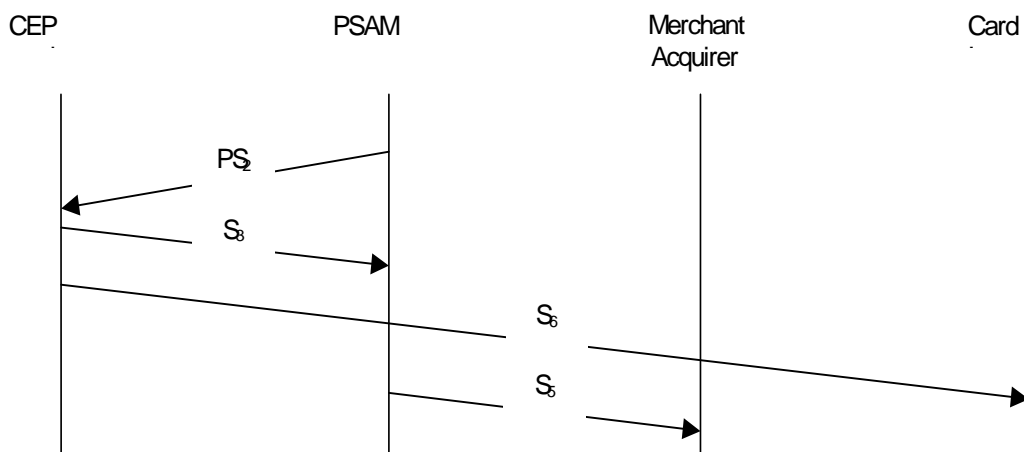 CEP PSAM Merchant Card
Acquirer
PS₂
S₃
S₆
S₅